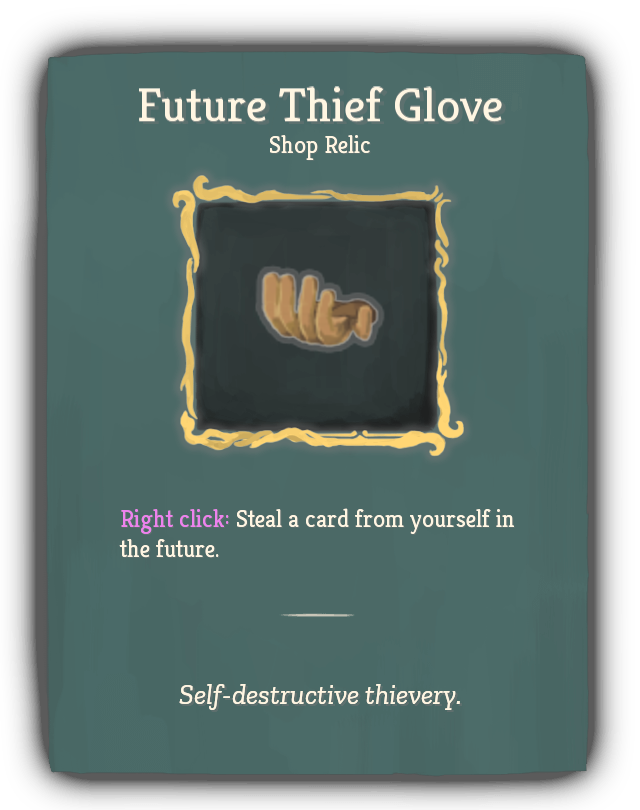 Future Thief Glove
Shop Relic
Right click: Steal a card from yourself in
the future.
Self-destructive thievery.